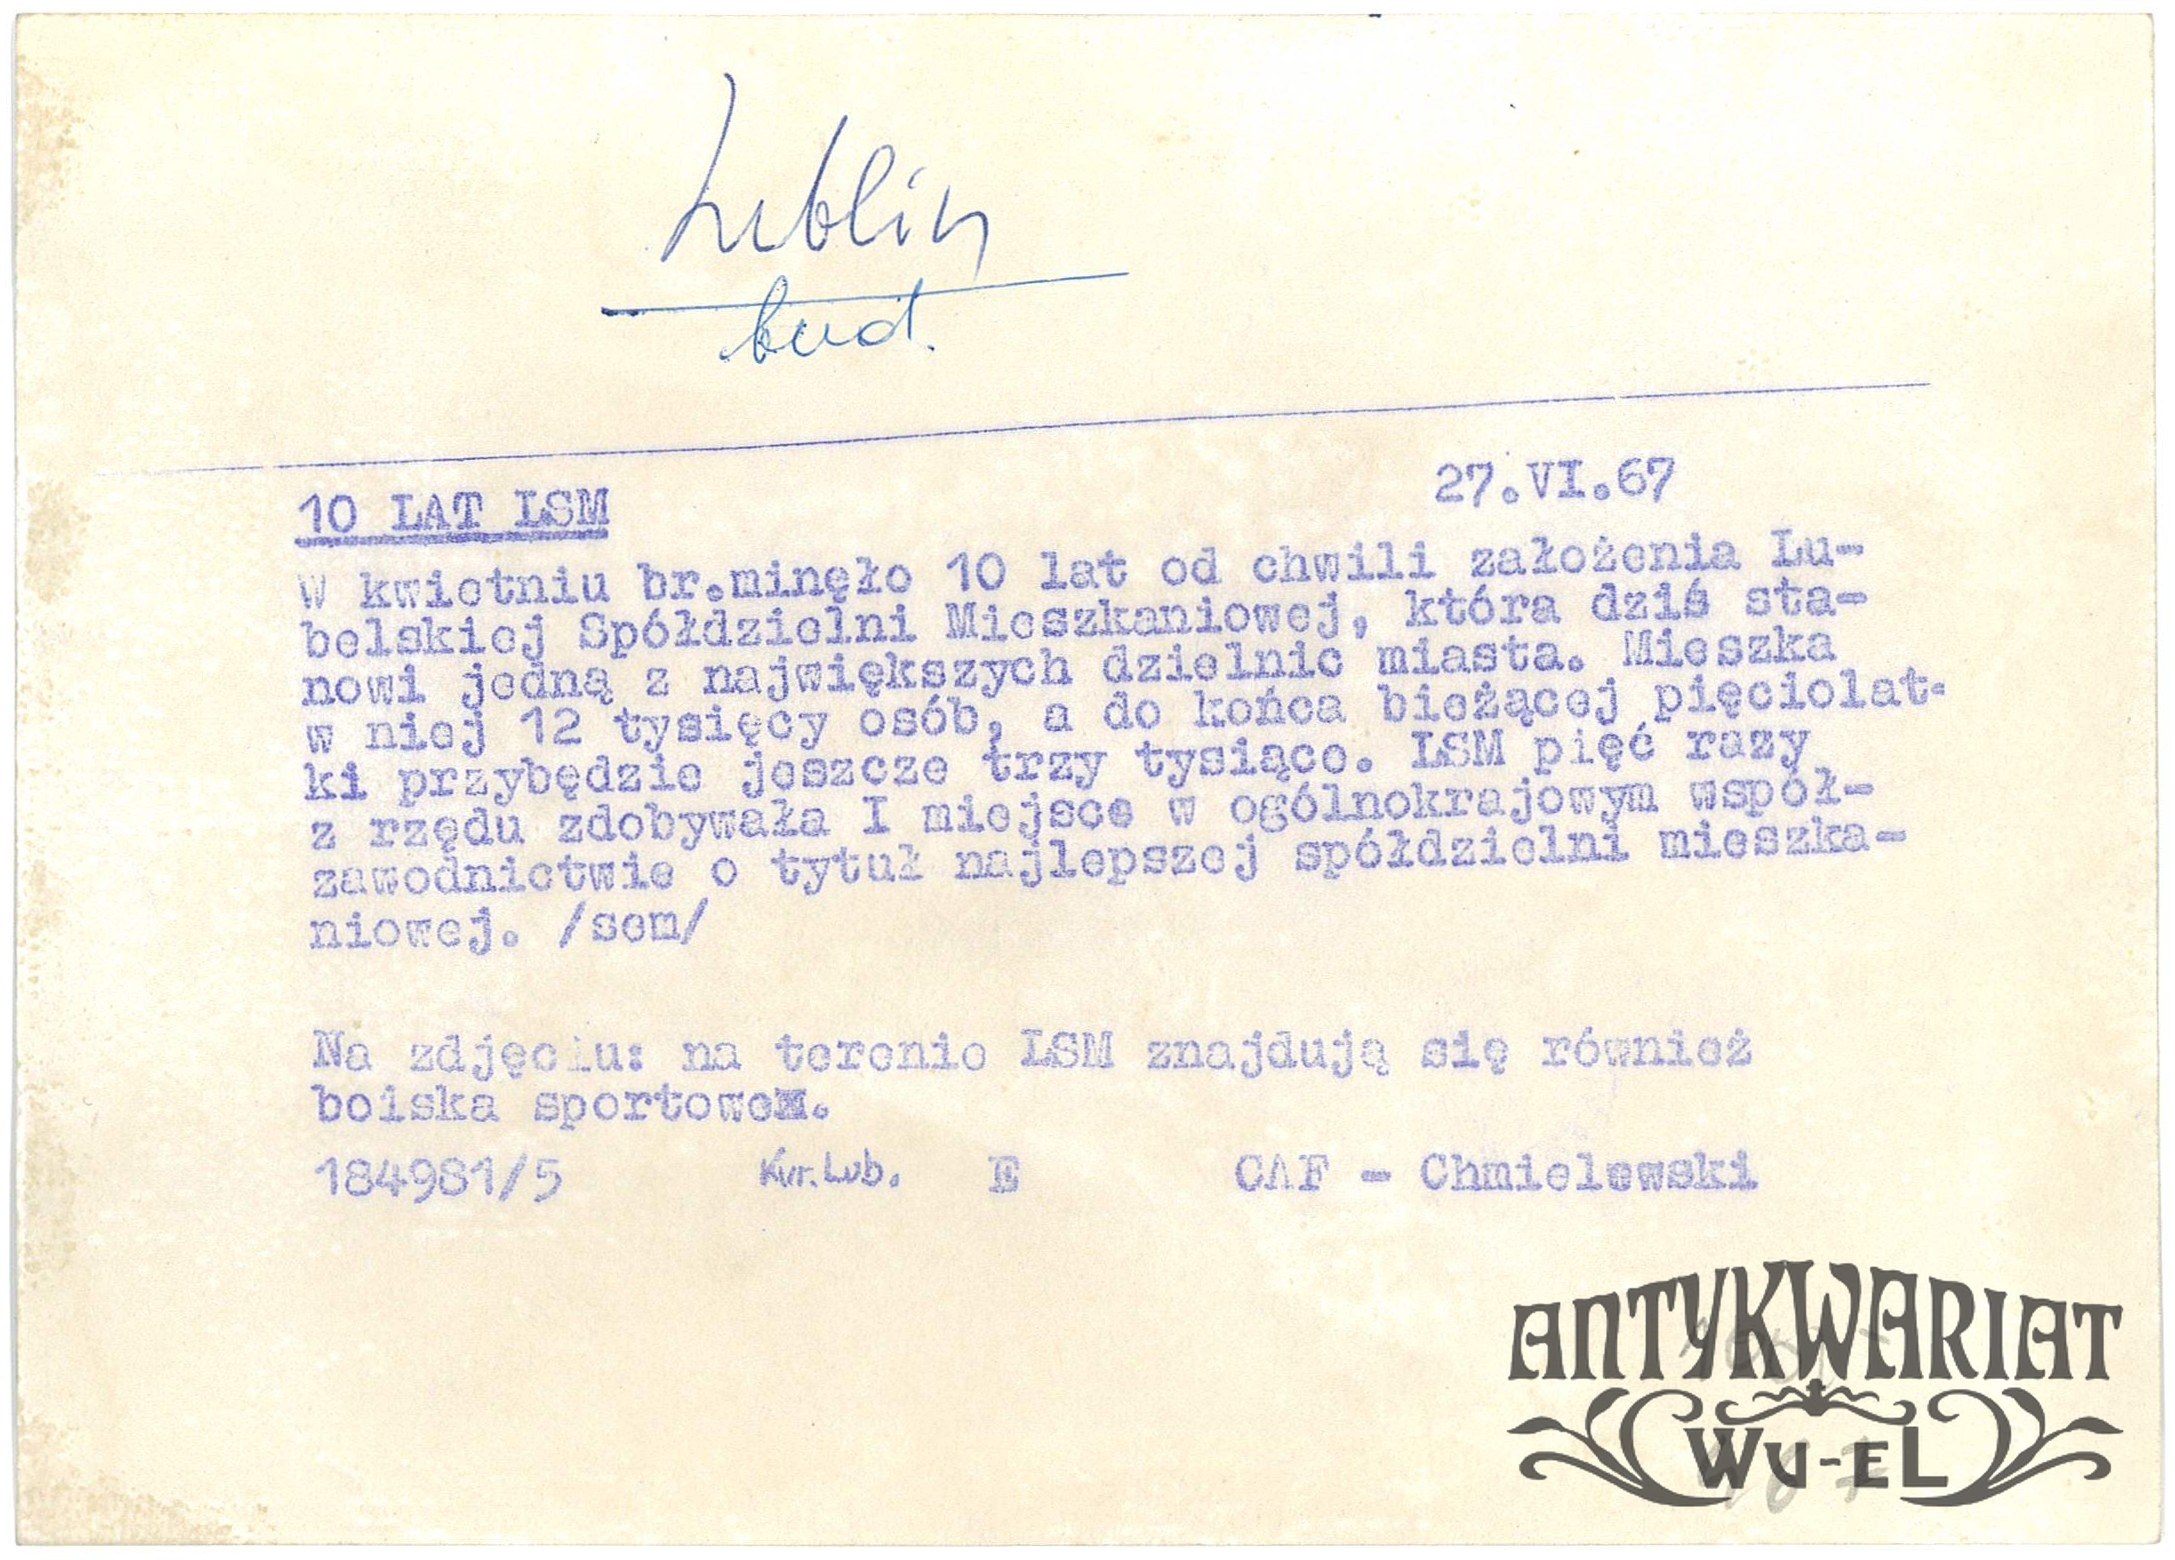 Lublin
bud.
27.VI.67
10 LAT LSM
W kwietniu br.minęło 10 lat od chwili założenia Lu-
belskiej Spółdzielni Mieszkaniowej, która dziś sta-
nowi jedną z największych dzielnic miasta. Mieszka
w niej 12 tysięcy osób, a do końca bieżącej pięciolat-
ki przybędzie jeszcze trzy tysiące. LSM pięć razy
z rzędu zdobywała I miejsce w ogólnokrajowym współ-
zawodnictwie o tytuł najlepszej spółdzielni mieszka-
niowej. /sem/
Na zdjęciu: na terenie LSM znajdują się również
boiska sportowe.
184981/5 Kur.Lub. E CAF - Chmielewski
ANTYKWARIAT
WU-EL